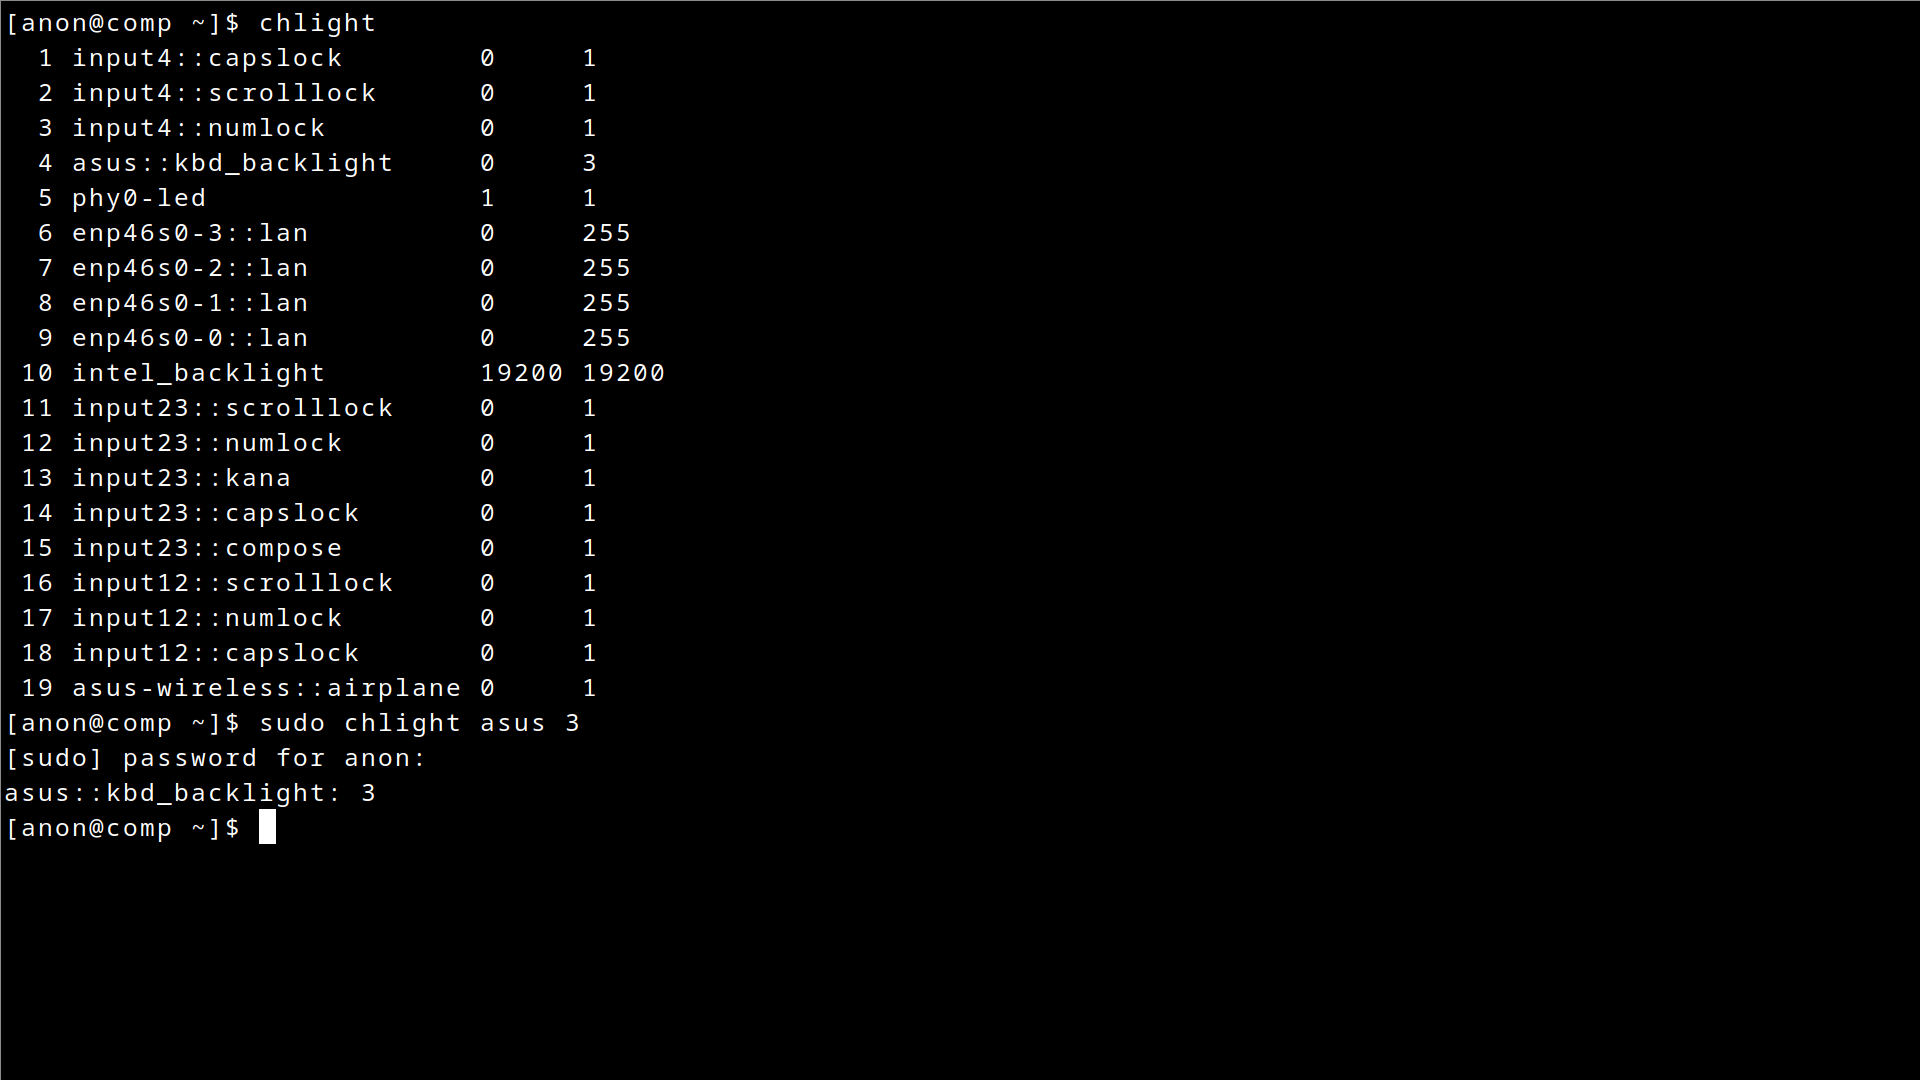 [anon@comp ~]$ chlight
1 input4::capslock 0 1
2 input4::scrolllock 0 1
3 input4::numlock 0 1
4 asus::kbd_backlight 0 3
5 phy0-led 1 1
6 enp46s0-3::lan 0 255
7 enp46s0-2::lan 0 255
8 enp46s0-1::lan 0 255
9 enp46s0-0::lan 0 255
10 intel_backlight 19200 19200
11 input23::scrolllock 0 1
12 input23::numlock 0 1
13 input23::kana 0 1
14 input23::capslock 0 1
15 input23::compose 0 1
16 input12::scrolllock 0 1
17 input12::numlock 0 1
18 input12::capslock 0 1
19 asus-wireless::airplane 0 1
[anon@comp ~]$ sudo chlight asus 3
[sudo] password for anon:
asus::kbd_backlight: 3
[anon@comp ~]$